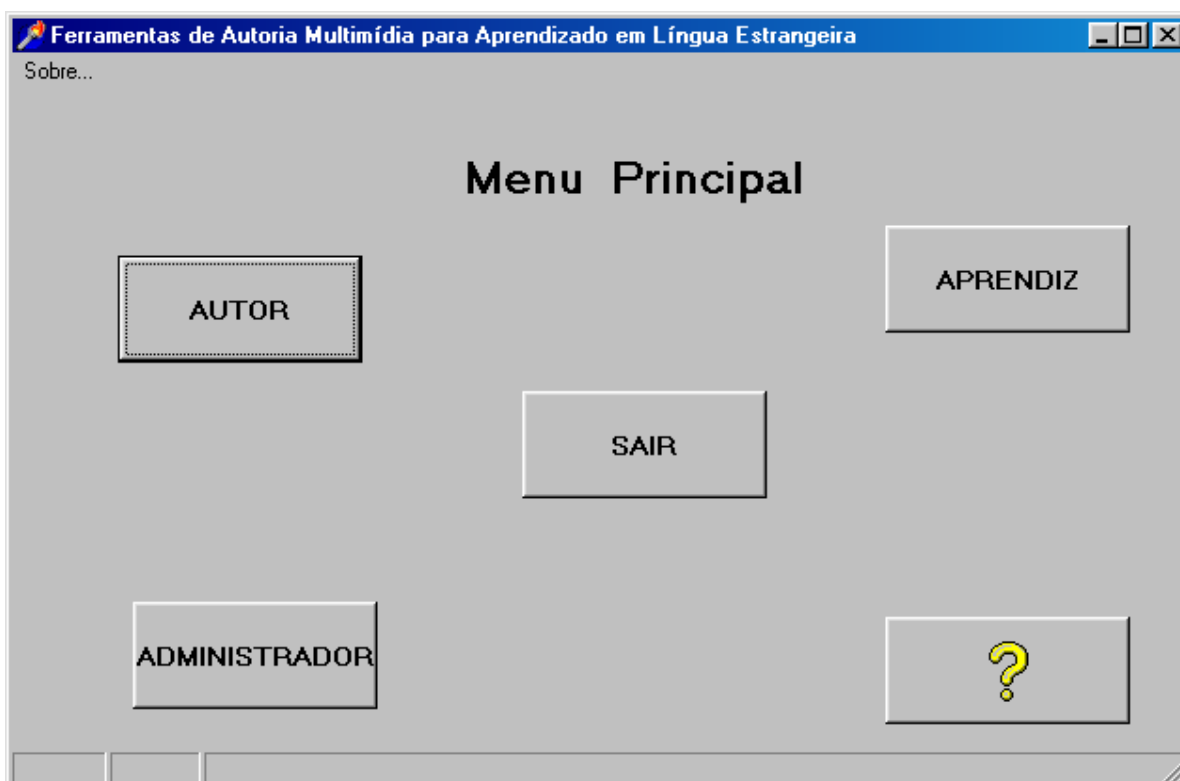 Ferramentas de Autoria Multimídia para Aprendizado em Língua Estrangeira
Sobre...
Menu Principal
AUTOR
APRENDIZ
SAIR
ADMINISTRADOR
?